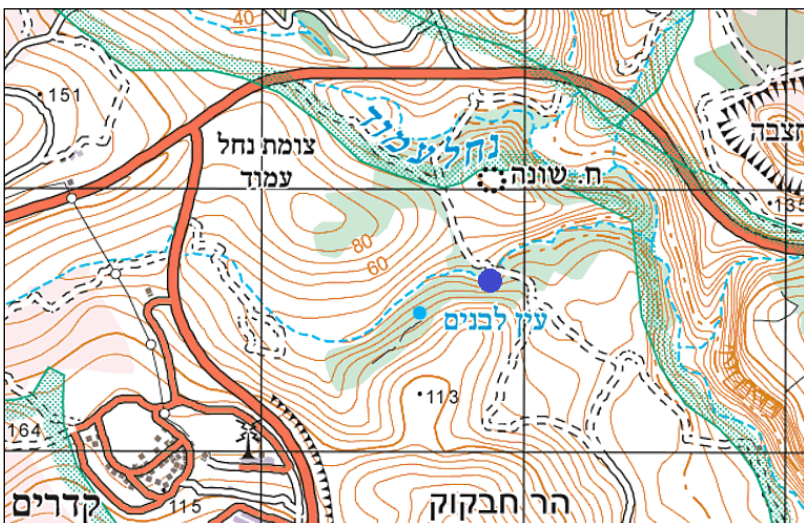 40
151
צומת נחל
עמוד
נחל עמוד
ח. שונה
חצבה
135
80
60
עין לבנים
113
164
115
קדרים
הר חבקוק